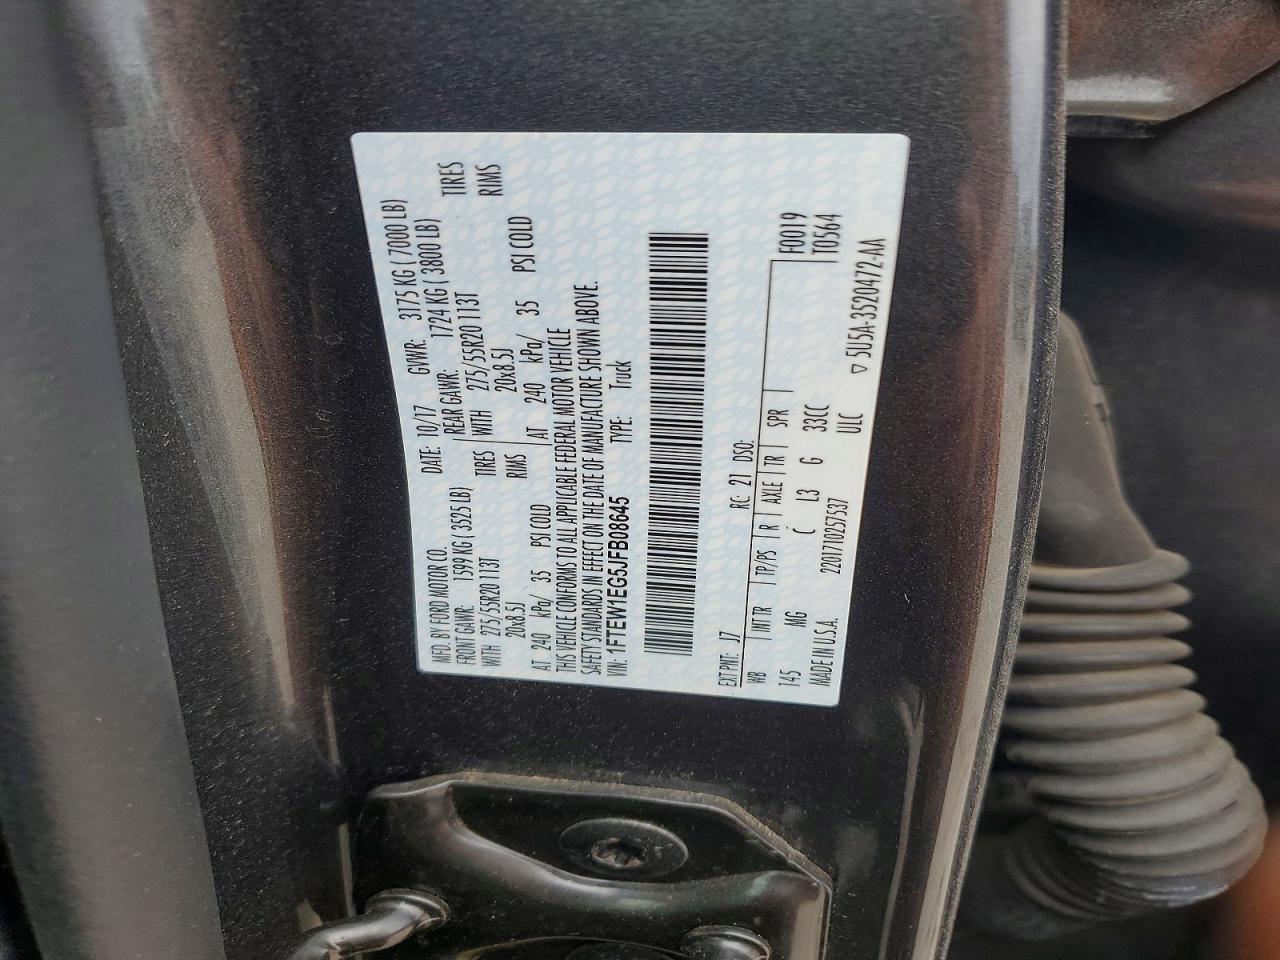 MFD. BY FORD MOTOR CO.
DATE: 10/17 GVWR: 3175 KG ( 7000 LB)
FRONT GAWR: 1599 KG ( 3525 LB) REAR GAWR: 1724 KG ( 3800 LB)
WITH 275/55R20 113T TIRES WITH 275/55R20 113T TIRES
20x8.5J RIMS 20x8.5J RIMS
AT 240 kPa/ 35 PSI COLD AT 240 kPa/ 35 PSI COLD
THIS VEHICLE CONFORMS TO ALL APPLICABLE FEDERAL MOTOR VEHICLE
SAFETY STANDARDS IN EFFECT ON THE DATE OF MANUFACTURE SHOWN ABOVE.
VIN: 1FTEW1EG5JFB08645 TYPE: Truck
EXT PNT: J7 RC: 21 DSO:
WB INT TR TP/PS R AXLE TR SPR F0019
145 MG C L3 G 33CC T0564
MADE IN U.S.A. 2201710257537 ULC ▽ 5U5A-3520472-AA